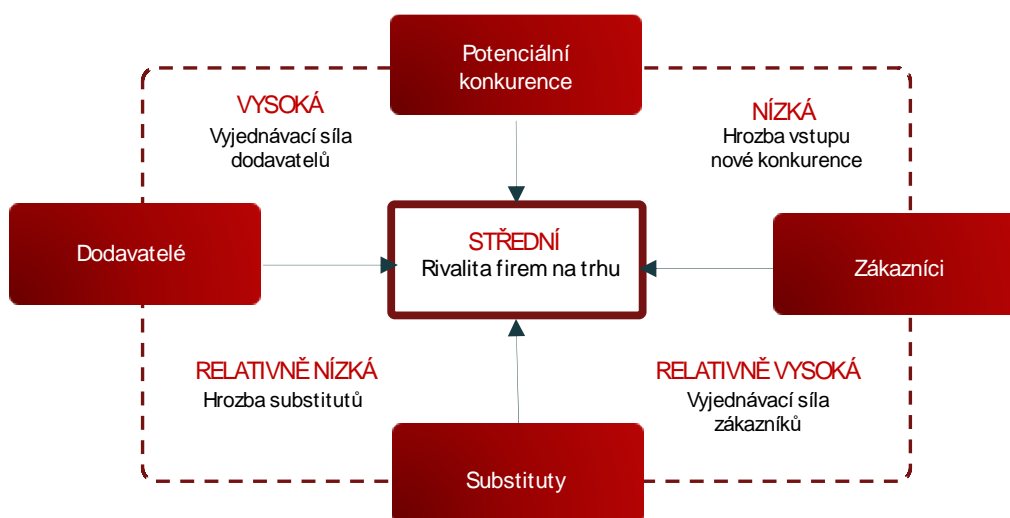 Potenciální
konkurence
VYSOKÁ
Vyjednávací síla
dodavatelů
NÍZKÁ
Hrozba vstupu
nové konkurence
Dodavatelé
STŘEDNÍ
Rivalita firem na trhu
Zákazníci
RELATIVNĚ NÍZKÁ
Hrozba substitutů
RELATIVNĚ VYSOKÁ
Vyjednávací síla
zákazníků
Substituty